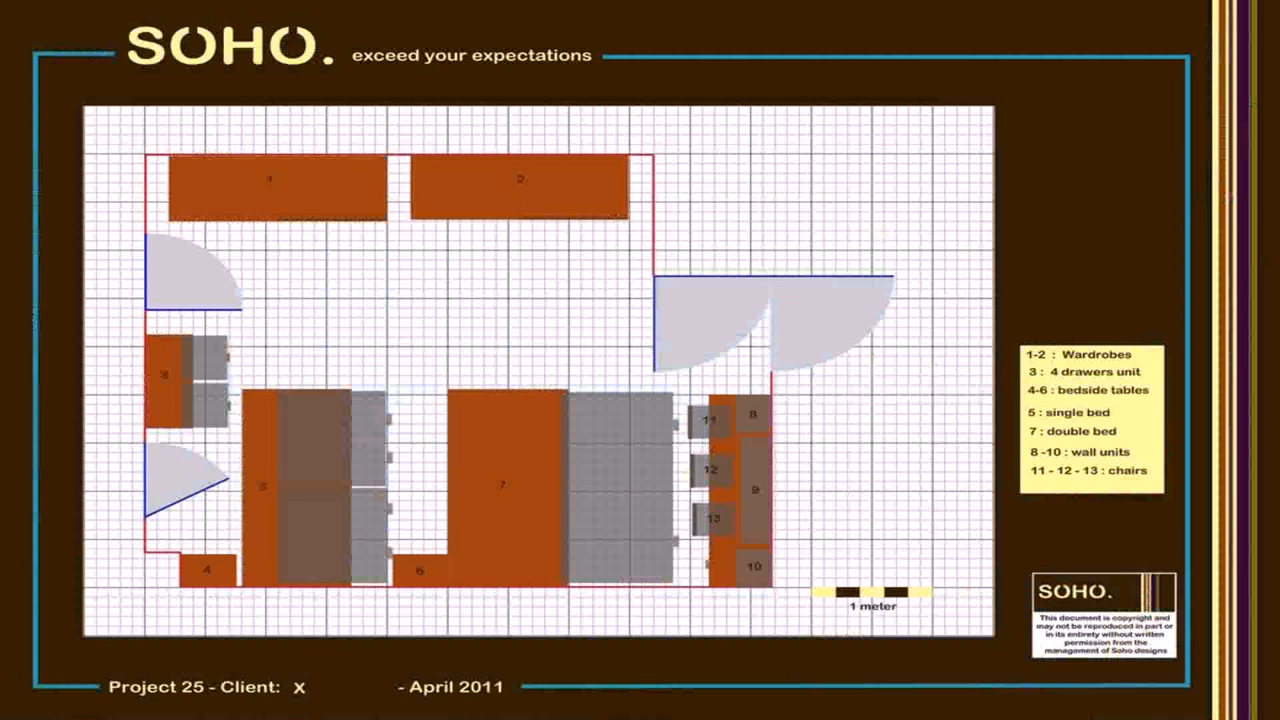 SOHO. exceed your expectations
2
3
11
8
12
5
7
9
13
4
6
10
1 meter
1-2 : Wardrobes
3 : 4 drawers unit
4-6 : bedside tables
5 : single bed
7 : double bed
8 -10 : wall units
11 - 12 - 13 : chairs
SOHO.
This document is copyright and
may not be reproduced in part or
in its entirety without written
permission from the
management of Soho designs
Project 25 - Client: X - April 2011